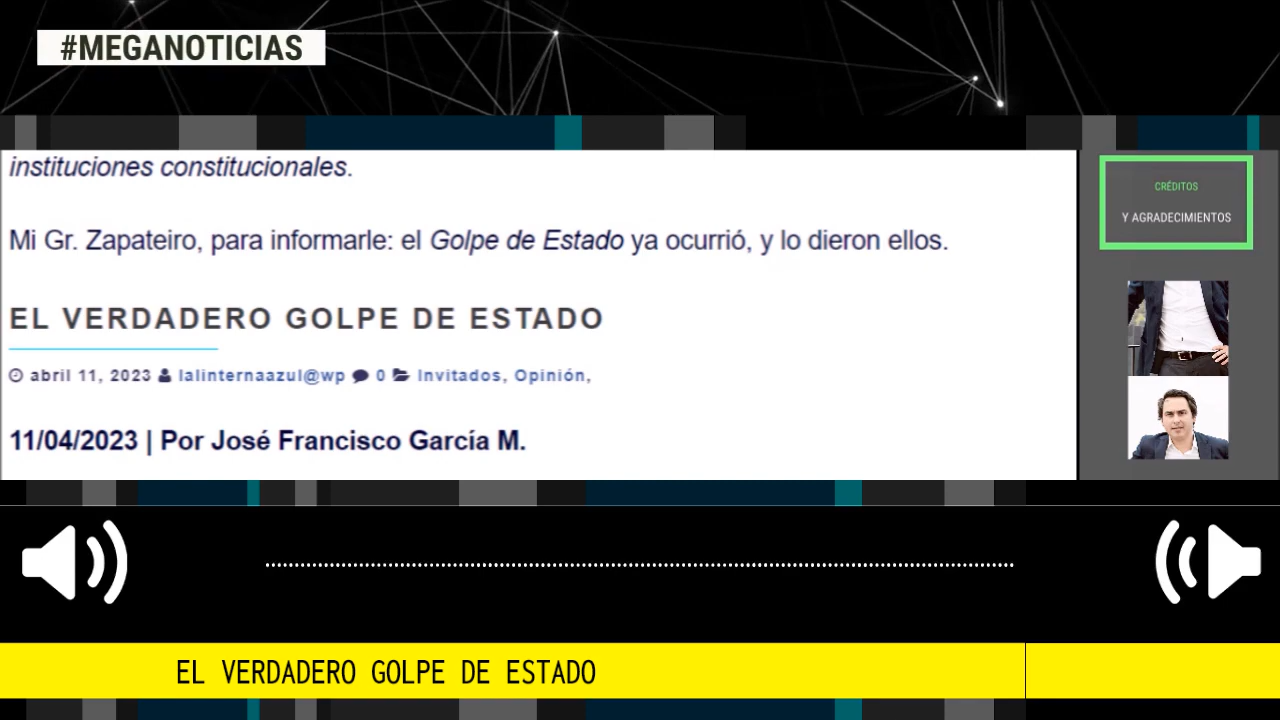 #MEGANOTICIAS
instituciones constitucionales.
Mi Gr. Zapateiro, para informarle: el Golpe de Estado ya ocurrió, y lo dieron ellos.
EL VERDADERO GOLPE DE ESTADO
abril 11, 2023 lalinternaazul@wp 0 Invitados, Opinión,
11/04/2023 | Por José Francisco García M.
CRÉDITOS
Y AGRADECIMIENTOS
EL VERDADERO GOLPE DE ESTADO